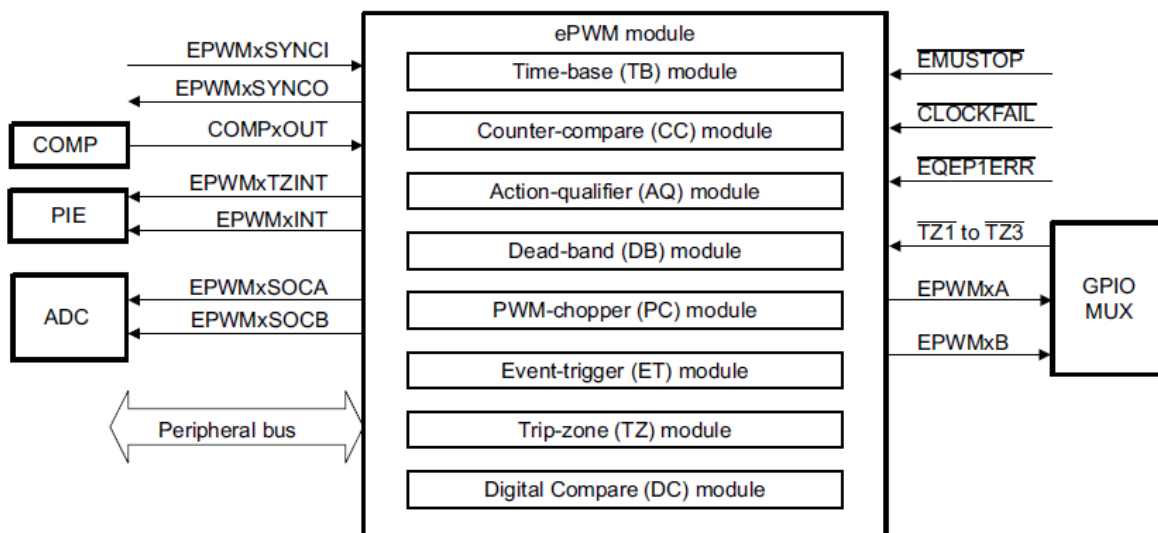 ePWM module
EPWMxSYNCI
EPWMxSYNCO
COMP
COMPxOUT
PIE
EPWMxTZINT
EPWMxINT
ADC
EPWMxSOCA
EPWMxSOCB
Peripheral bus
Time-base (TB) module
Counter-compare (CC) module
Action-qualifier (AQ) module
Dead-band (DB) module
PWM-chopper (PC) module
Event-trigger (ET) module
Trip-zone (TZ) module
Digital Compare (DC) module
EMUSTOP
CLOCKFAIL
EQEP1ERR
TZ1 to TZ3
EPWMxA
EPWMxB
GPIO
MUX